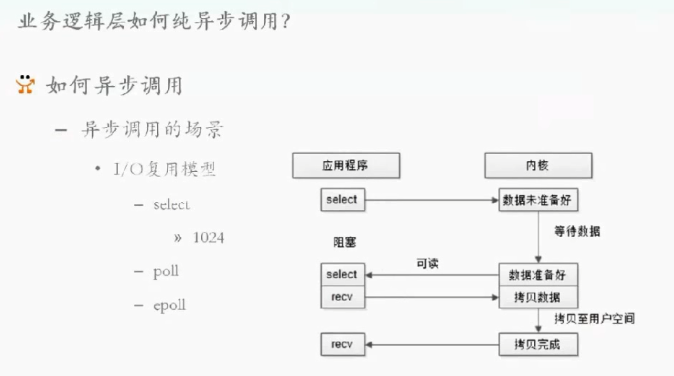 业务逻辑层如何纯异步调用?
如何异步调用
– 异步调用的场景
• I/O复用模型
– select
» 1024
– poll
– epoll
应用程序
内核
select
数据未准备好
等待数据
阻塞
select
可读
数据准备好
recv
拷贝数据
拷贝至用户空间
recv
拷贝完成